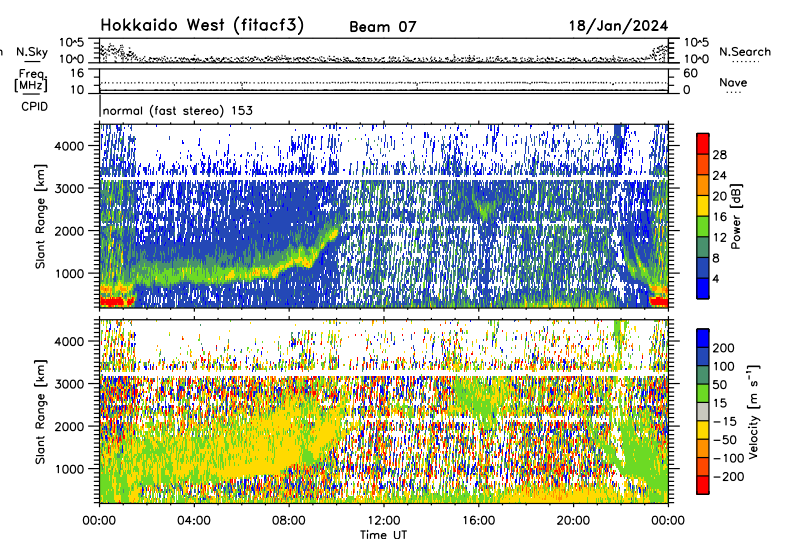 Hokkaido West (fitacf3) Beam 07 18/Jan/2024
N.Sky 10^5 10^0 10^5 10^0 N.Search
Freq. [MHz] 16 10 60 0 Nave
CPID normal (fast stereo) 153
Slant Range [km]
4000
3000
2000
1000
28
24
20
16
12
8
4
Power [dB]
Slant Range [km]
4000
3000
2000
1000
200
100
50
15
-15
-50
-100
-200
Velocity [m s^-1]
00:00 04:00 08:00 12:00 16:00 20:00 00:00
Time UT